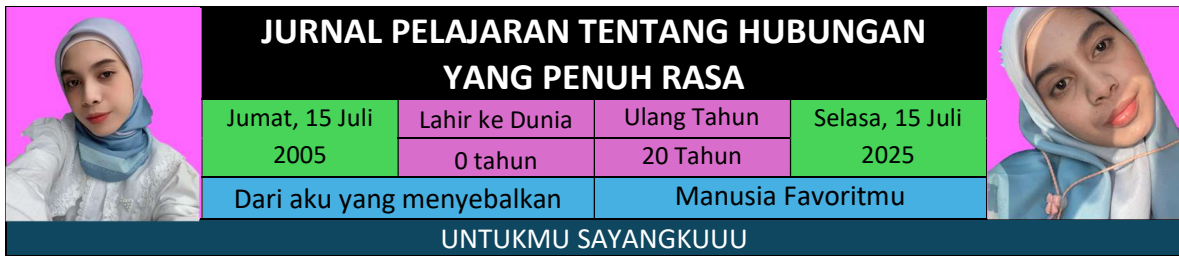 JURNAL PELAJARAN TENTANG HUBUNGAN
YANG PENUH RASA
Jumat, 15 Juli
2005
Lahir ke Dunia
0 tahun
Ulang Tahun
20 Tahun
Selasa, 15 Juli
2025
Dari aku yang menyebalkan
Manusia Favoritmu
UNTUKMU SAYANGKUUU